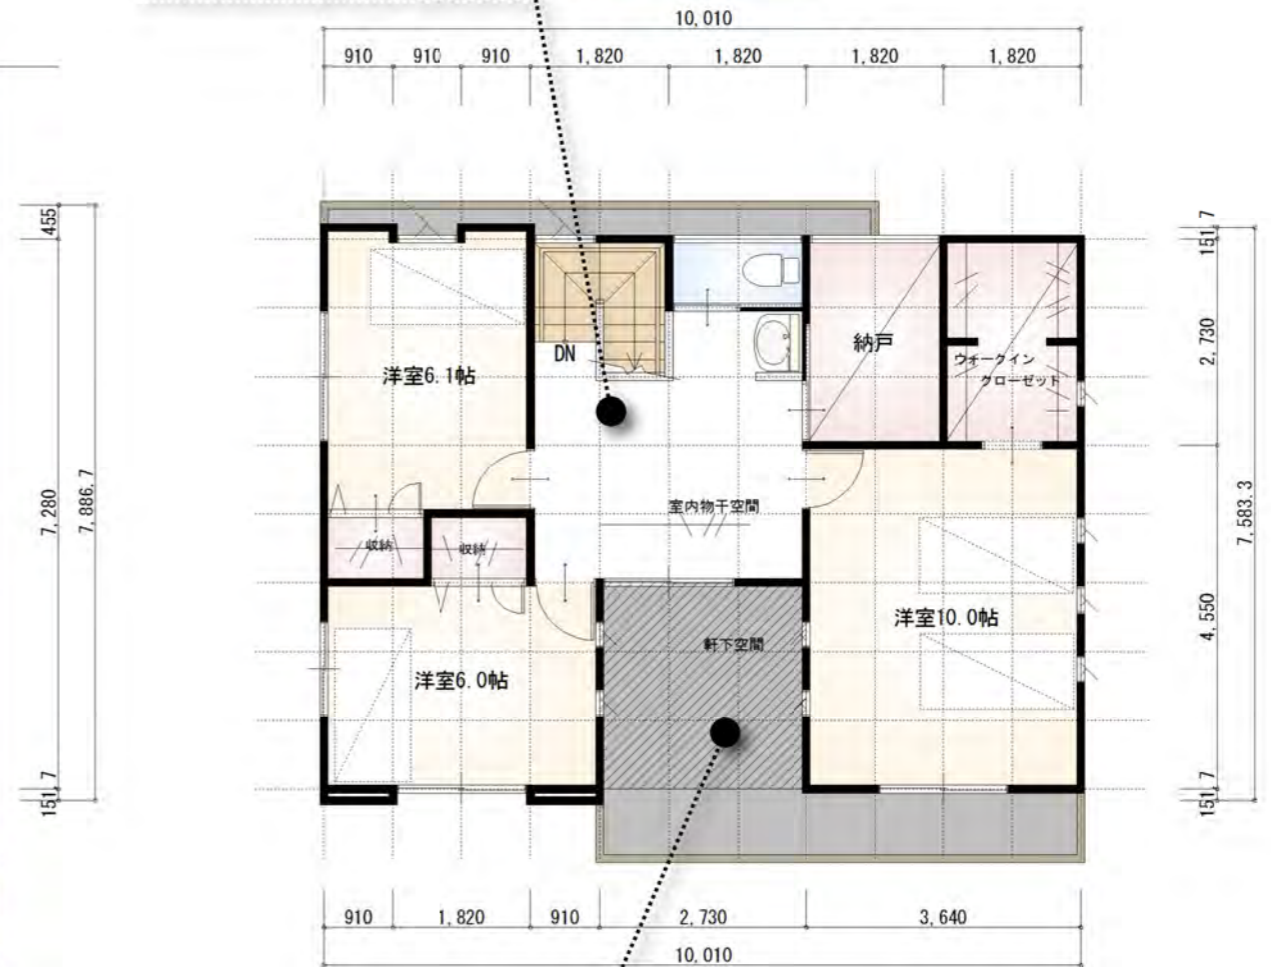 10,010
910 910 910 1,820 1,820 1,820 1,820
455
7,280
7,886.7
151.7
151.7
2,730
4,550
7,583.3
151.7
DN
納戸
ウォークイン
クローゼット
洋室6.1帖
室内物干空間
収納
収納
洋室10.0帖
軒下空間
洋室6.0帖
910 1,820 910 2,730 3,640
10,010